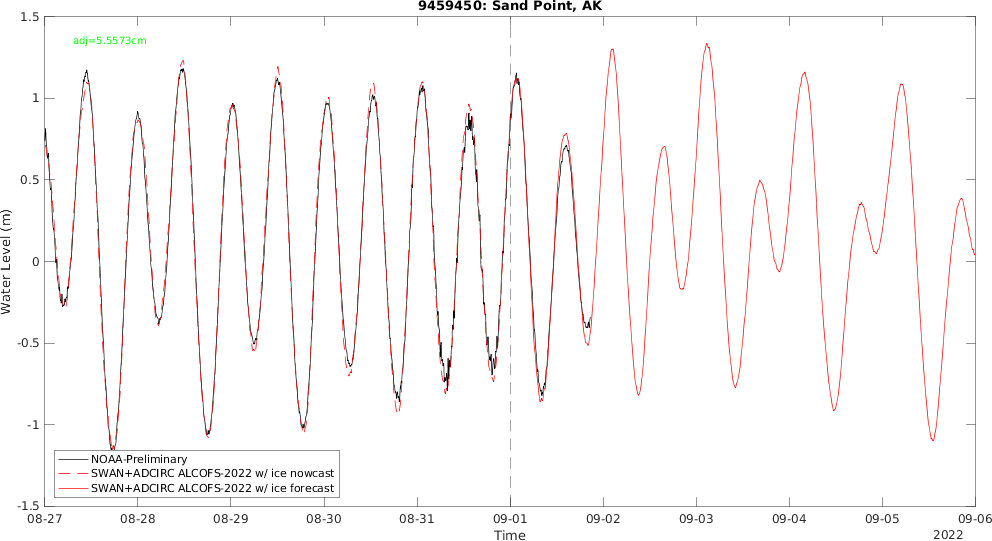 9459450: Sand Point, AK
adj=5.5573cm
1.5
1
0.5
0
-0.5
-1
-1.5
Water Level (m)
NOAA-Preliminary
SWAN+ADCIRC ALCOFS-2022 w/ ice nowcast
SWAN+ADCIRC ALCOFS-2022 w/ ice forecast
08-27 08-28 08-29 08-30 08-31 09-01 09-02 09-03 09-04 09-05 09-06
Time
2022